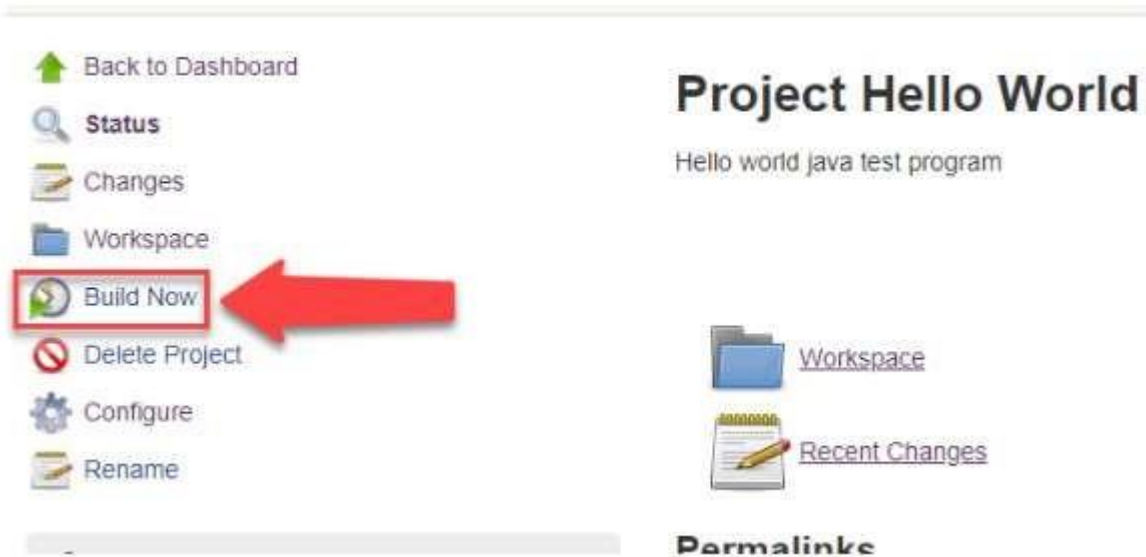 Back to Dashboard
Status
Changes
Workspace
Build Now
Delete Project
Configure
Rename
Project Hello World
Hello world java test program
Workspace
Recent Changes
Permalinks